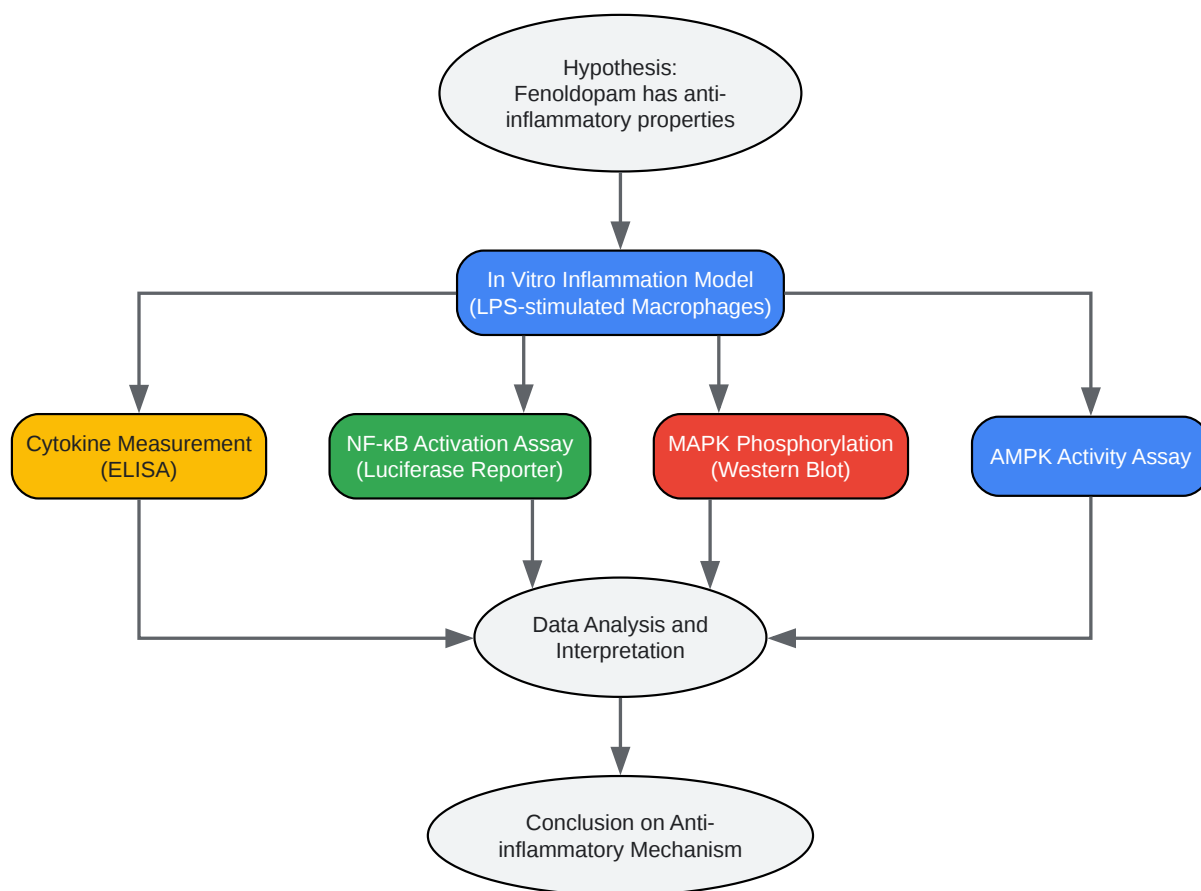 Hypothesis:
Fenoldopam has anti-
inflammatory properties
In Vitro Inflammation Model
(LPS-stimulated Macrophages)
Cytokine Measurement
(ELISA)
NF-κB Activation Assay
(Luciferase Reporter)
MAPK Phosphorylation
(Western Blot)
AMPK Activity Assay
Data Analysis and
Interpretation
Conclusion on Anti-
inflammatory Mechanism